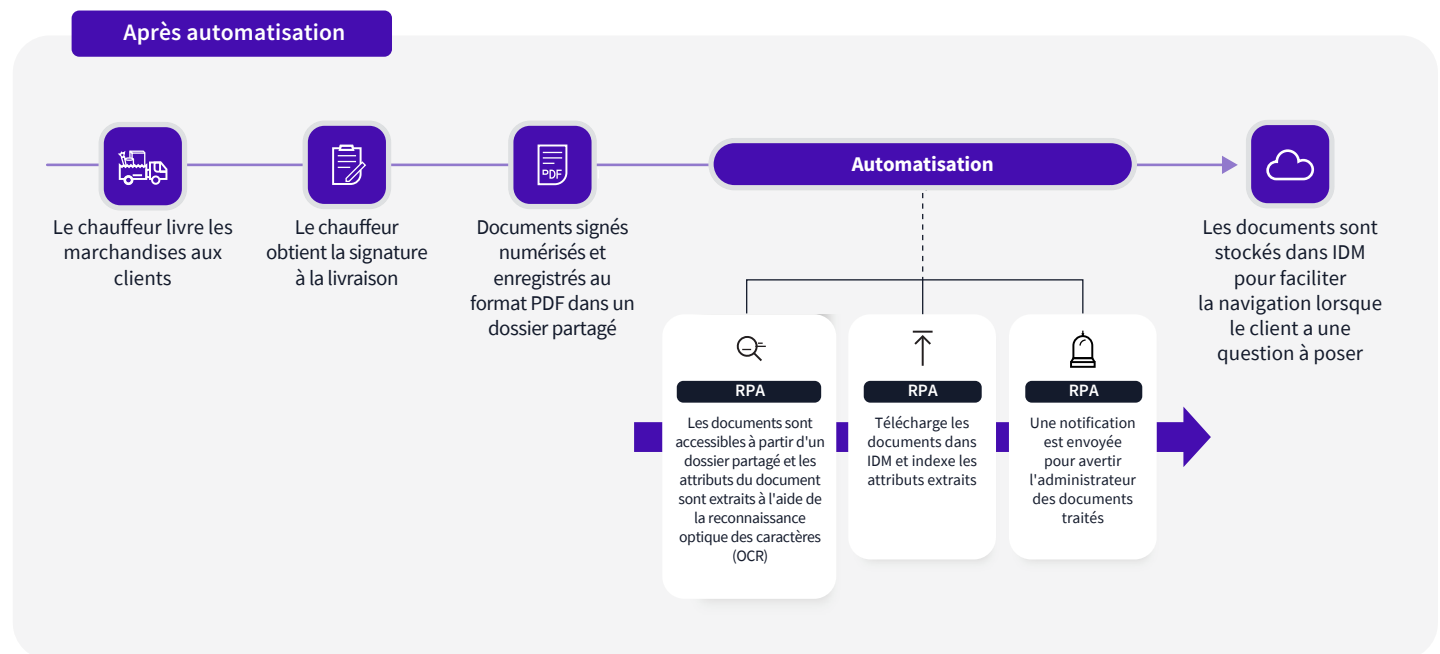 Après automatisation
Le chauffeur livre les
marchandises aux
clients
Le chauffeur
obtient la signature
à la livraison
PDF
Documents signés
numérisés et
enregistrés au
format PDF dans un
dossier partagé
Automatisation
RPA
Les documents sont
accessibles à partir d'un
dossier partagé et les
attributs du document
sont extraits à l'aide de
la reconnaissance
optique des caractères
(OCR)
RPA
Télécharge les
documents dans
IDM et indexe les
attributs extraits
RPA
Une notification
est envoyée
pour avertir
l'administrateur
des documents
traités
Les documents sont
stockés dans IDM
pour faciliter
la navigation lorsque
le client a une
question à poser